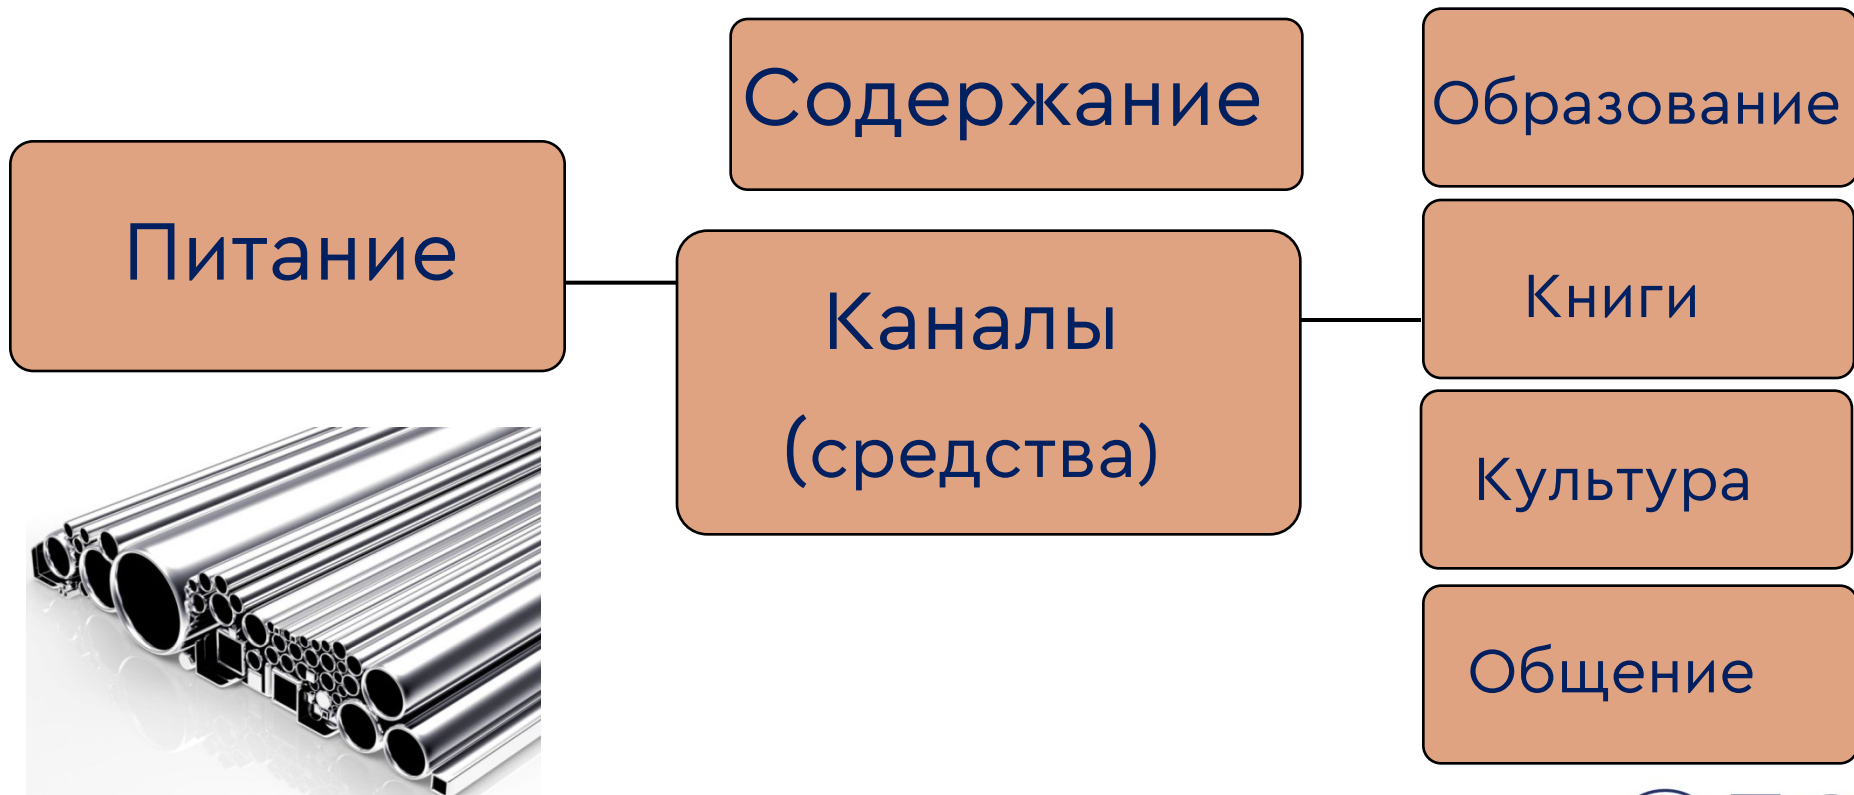 Содержание
Образование
Питание
Каналы
(средства)
Книги
Культура
Общение